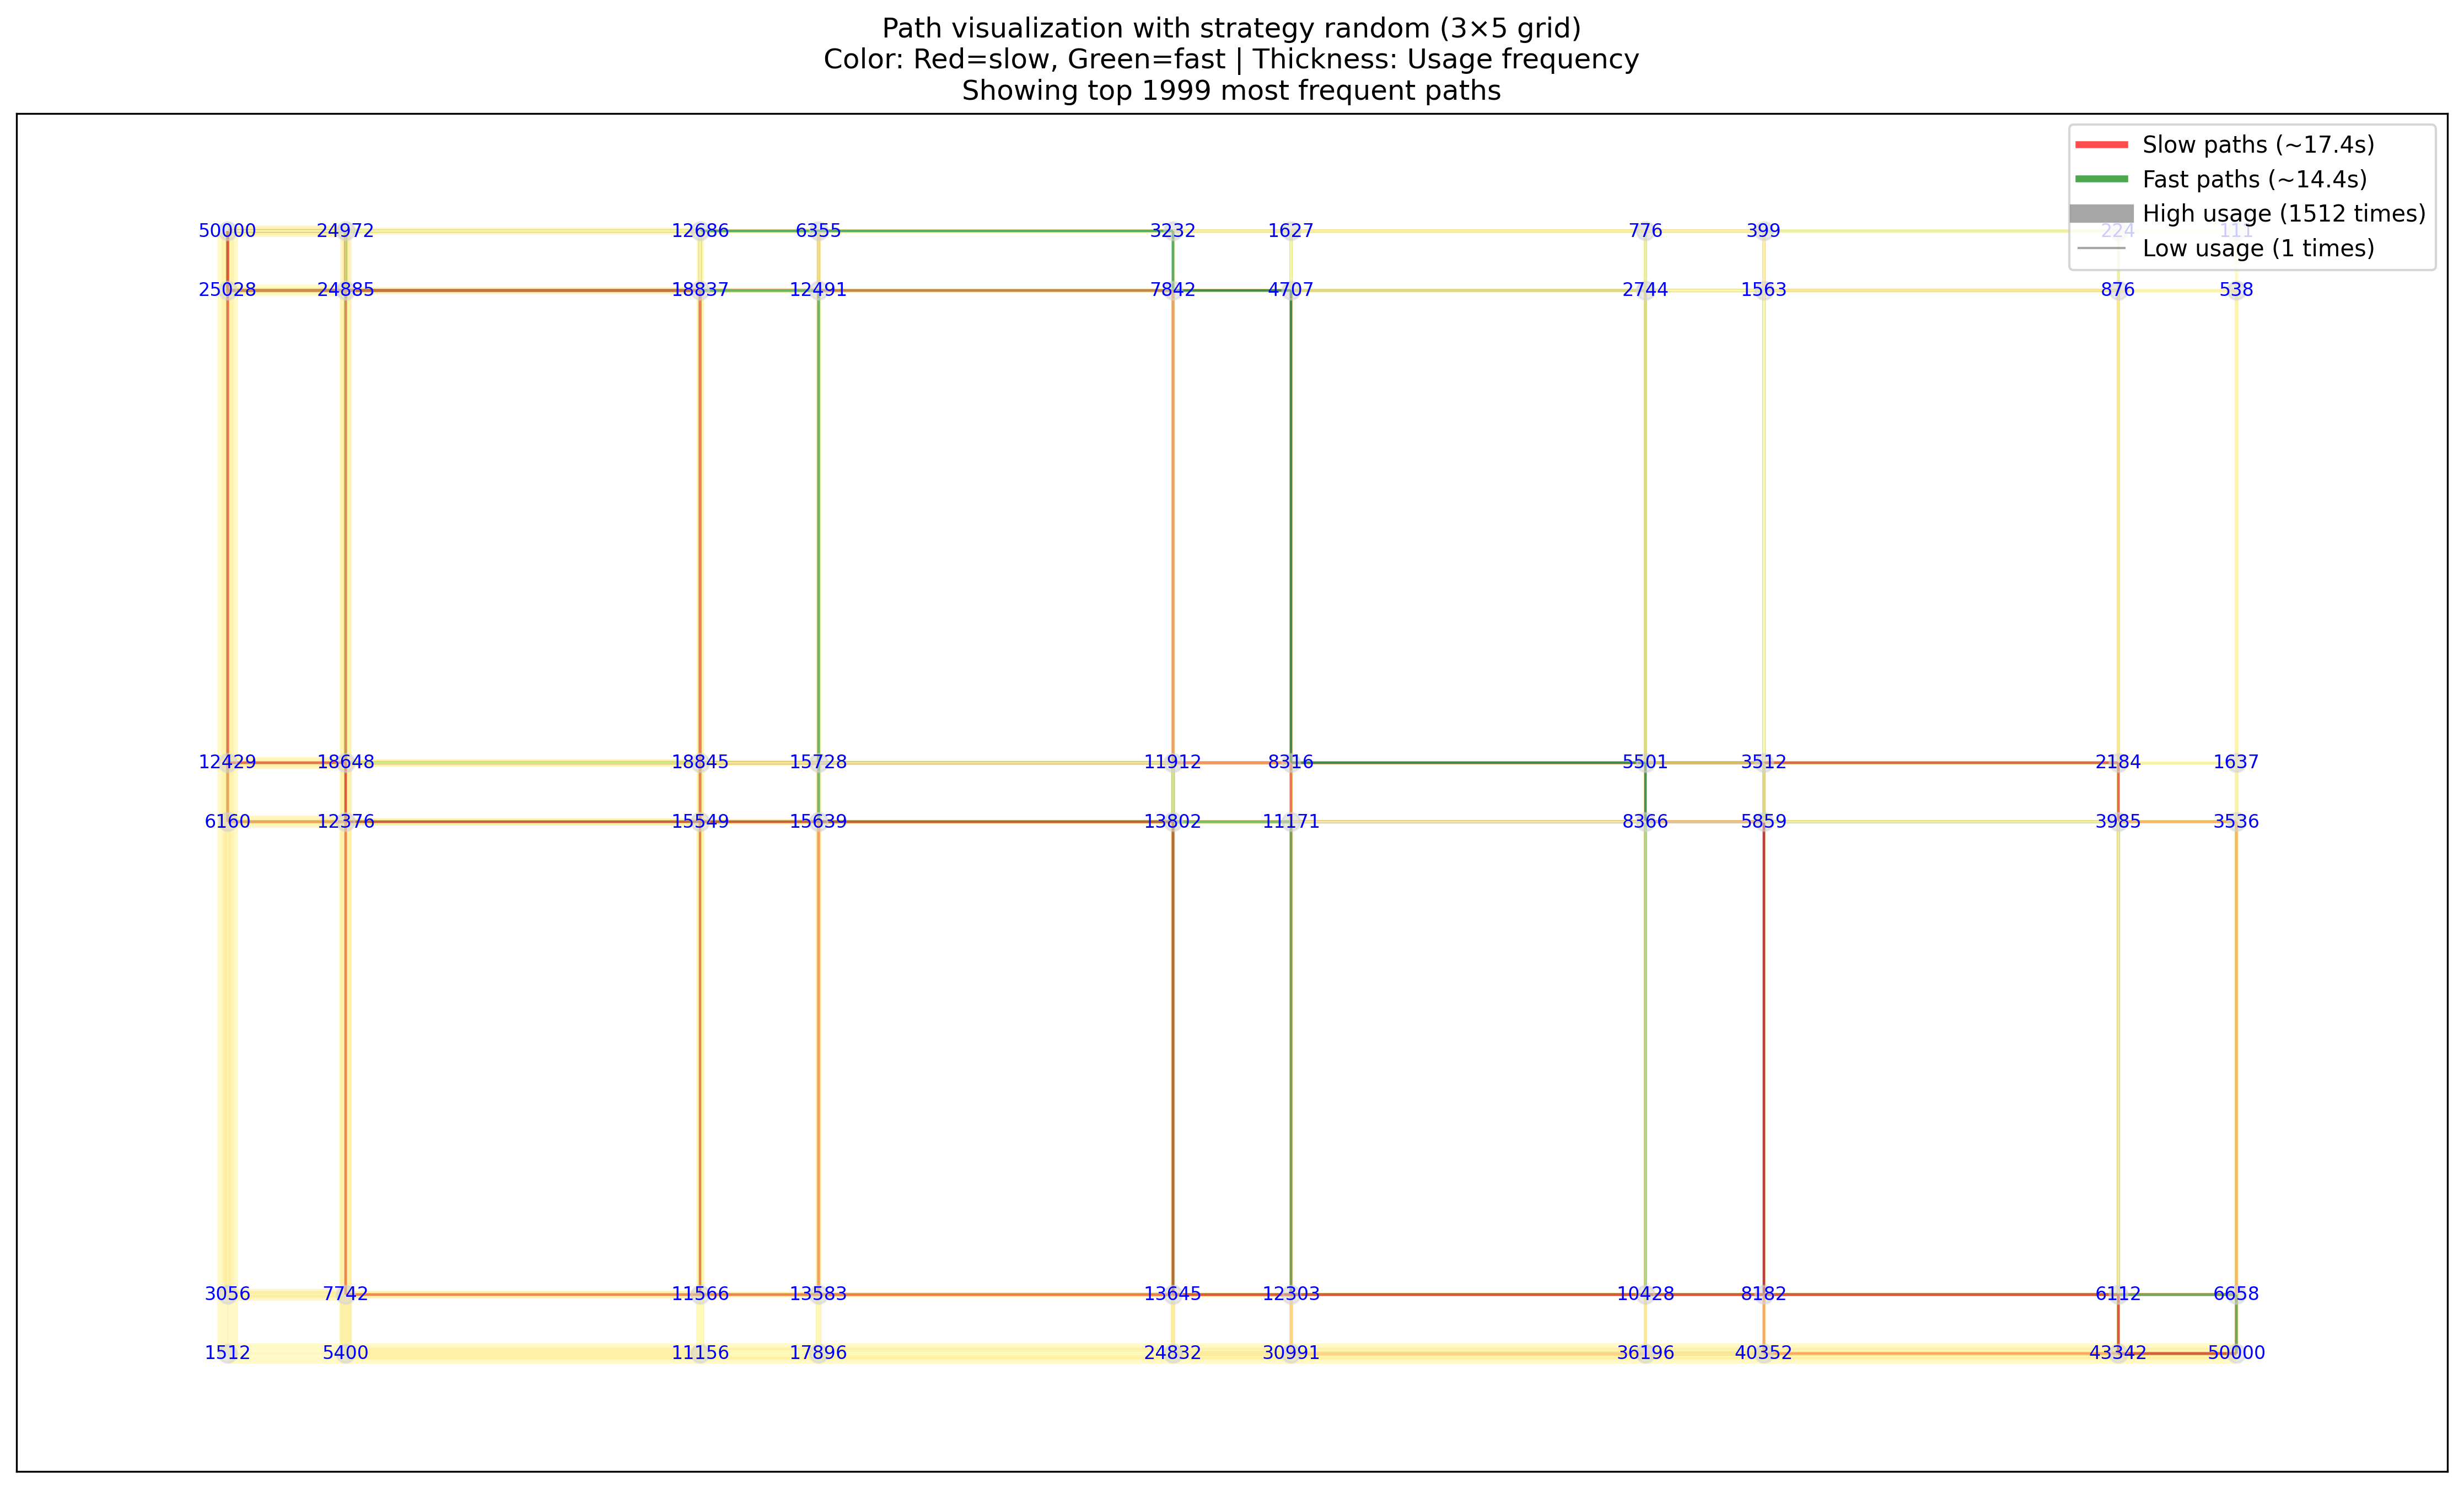 Path visualization with strategy random (3×5 grid)
Color: Red=slow, Green=fast | Thickness: Usage frequency
Showing top 1999 most frequent paths
Slow paths (~17.4s)
Fast paths (~14.4s)
High usage (1512 times)
Low usage (1 times)
50000 24972 12686 6355 3232 1627 776 399 224 111
25028 24885 18837 12491 7842 4707 2744 1563 876 538
12429 18648 18845 15728 11912 8316 5501 3512 2184 1637
6160 12376 15549 15639 13802 11171 8366 5859 3985 3536
3056 7742 11566 13583 13645 12303 10428 8182 6112 6658
1512 5400 11156 17896 24832 30991 36196 40352 43342 50000